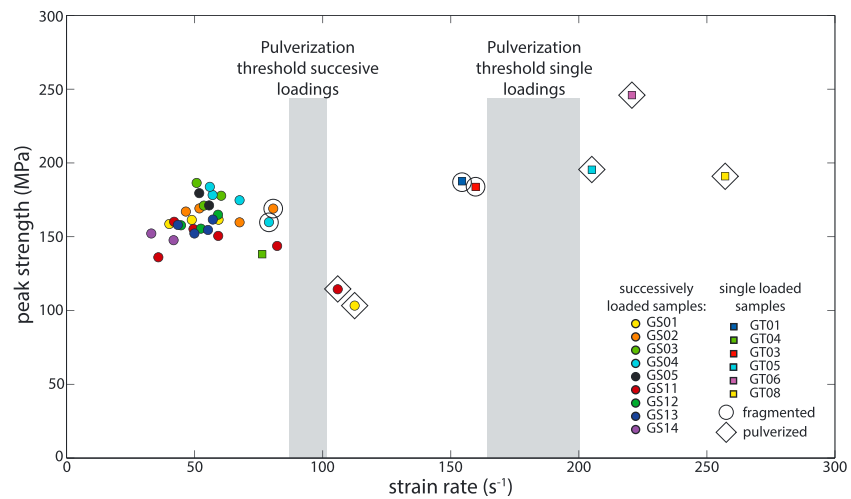 300
250
200
150
100
50
0
peak strength (MPa)
Pulverization
threshold succesive
loadings
Pulverization
threshold single
loadings
successively
loaded samples:
GS01
GS02
GS03
GS04
GS05
GS11
GS12
GS13
GS14
single loaded
samples
GT01
GT04
GT03
GT05
GT06
GT08
fragmented
pulverized
0
50
100
150
200
250
300
strain rate (s⁻¹)